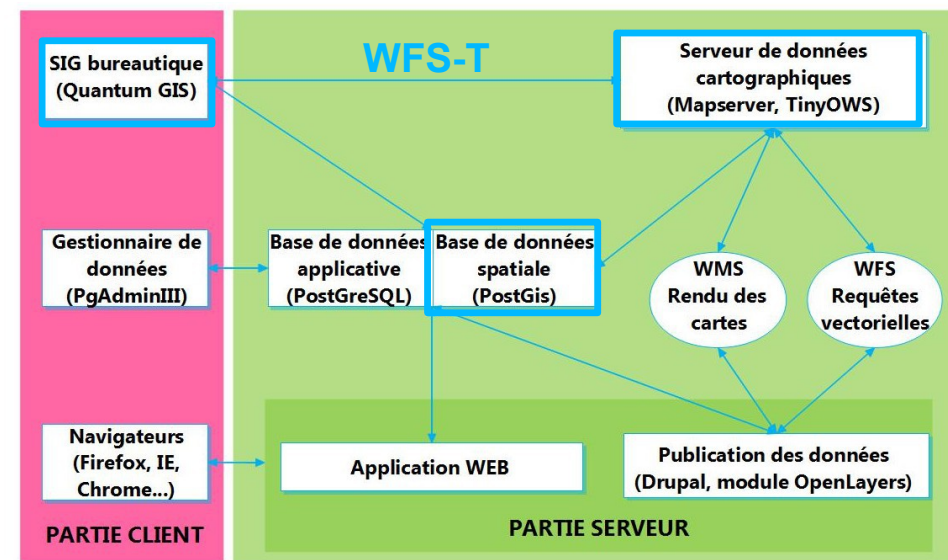 SIG bureautique
(Quantum GIS)
WFS-T
Serveur de données
cartographiques
(Mapserver, TinyOWS)
Gestionnaire de
données
(PgAdminIII)
Base de données
applicative
(PostGreSQL)
Base de données
spatiale
(PostGis)
WMS
Rendu des
cartes
WFS
Requêtes
vectorielles
Navigateurs
(Firefox, IE,
Chrome...)
Application WEB
Publication des données
(Drupal, module OpenLayers)
PARTIE CLIENT
PARTIE SERVEUR